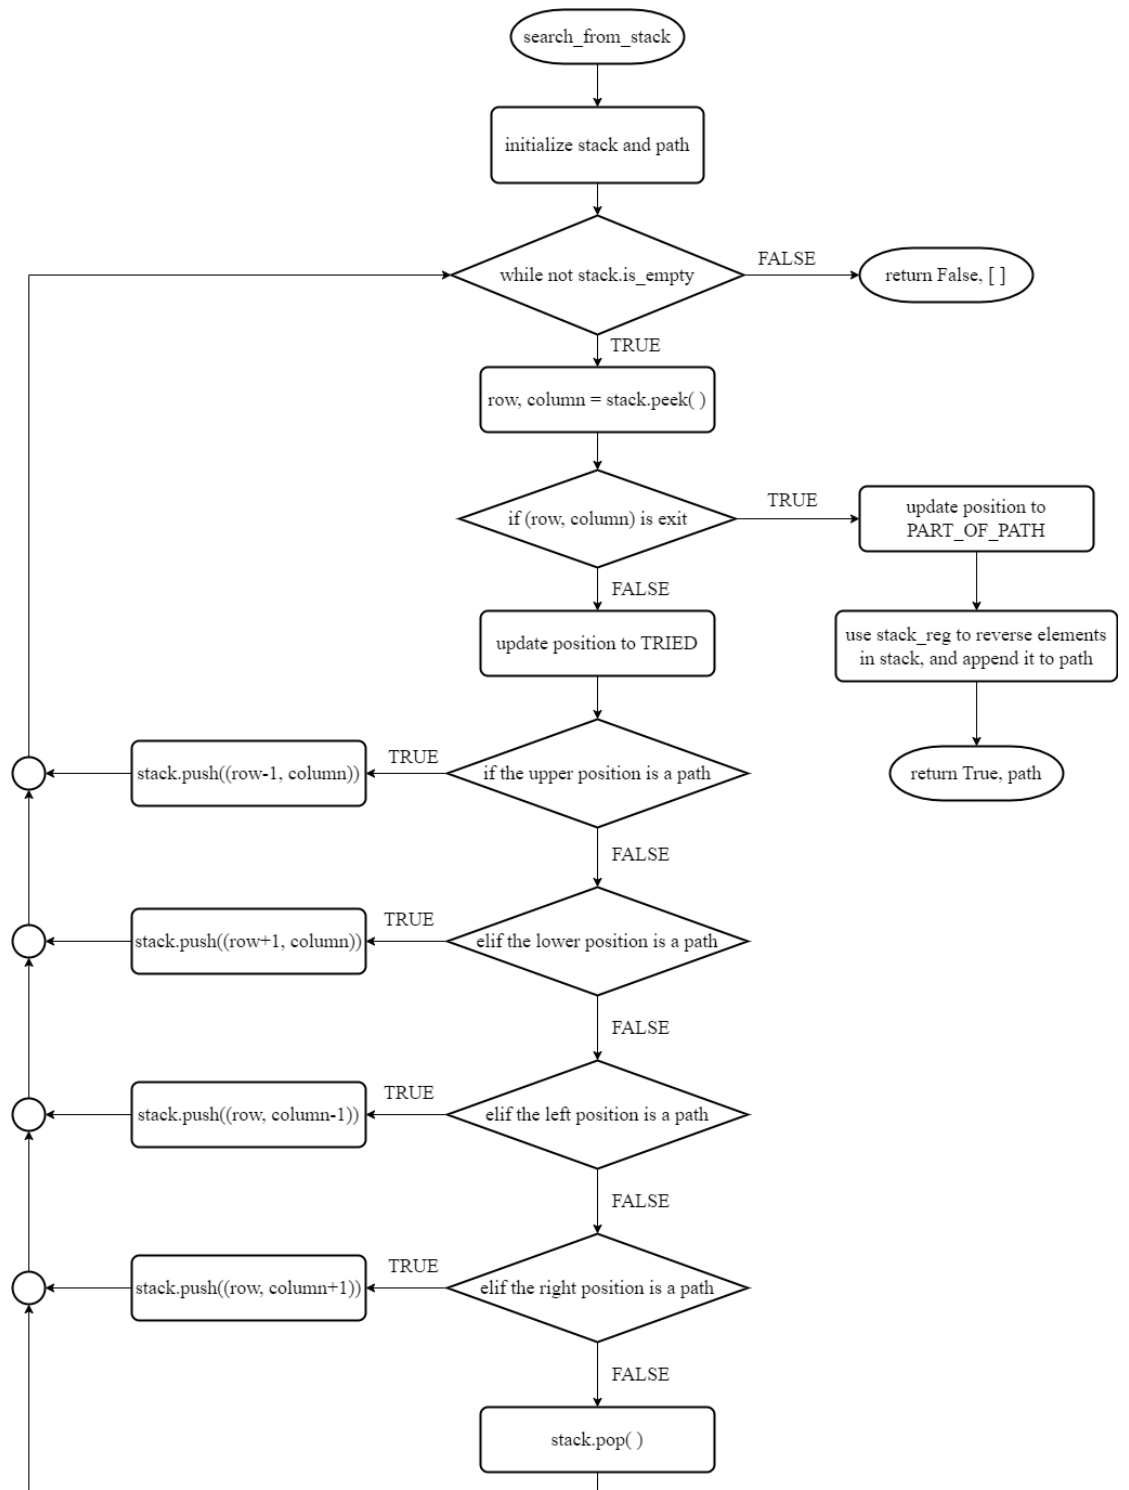 search_from_stack
initialize stack and path
while not stack.is_empty
FALSE
return False, [ ]
TRUE
row, column = stack.peek( )
if (row, column) is exit
TRUE
update position to
PART_OF_PATH
FALSE
update position to TRIED
use stack_reg to reverse elements
in stack, and append it to path
return True, path
if the upper position is a path
TRUE
stack.push((row-1, column))
FALSE
elif the lower position is a path
TRUE
stack.push((row+1, column))
FALSE
elif the left position is a path
TRUE
stack.push((row, column-1))
FALSE
elif the right position is a path
TRUE
stack.push((row, column+1))
FALSE
stack.pop( )